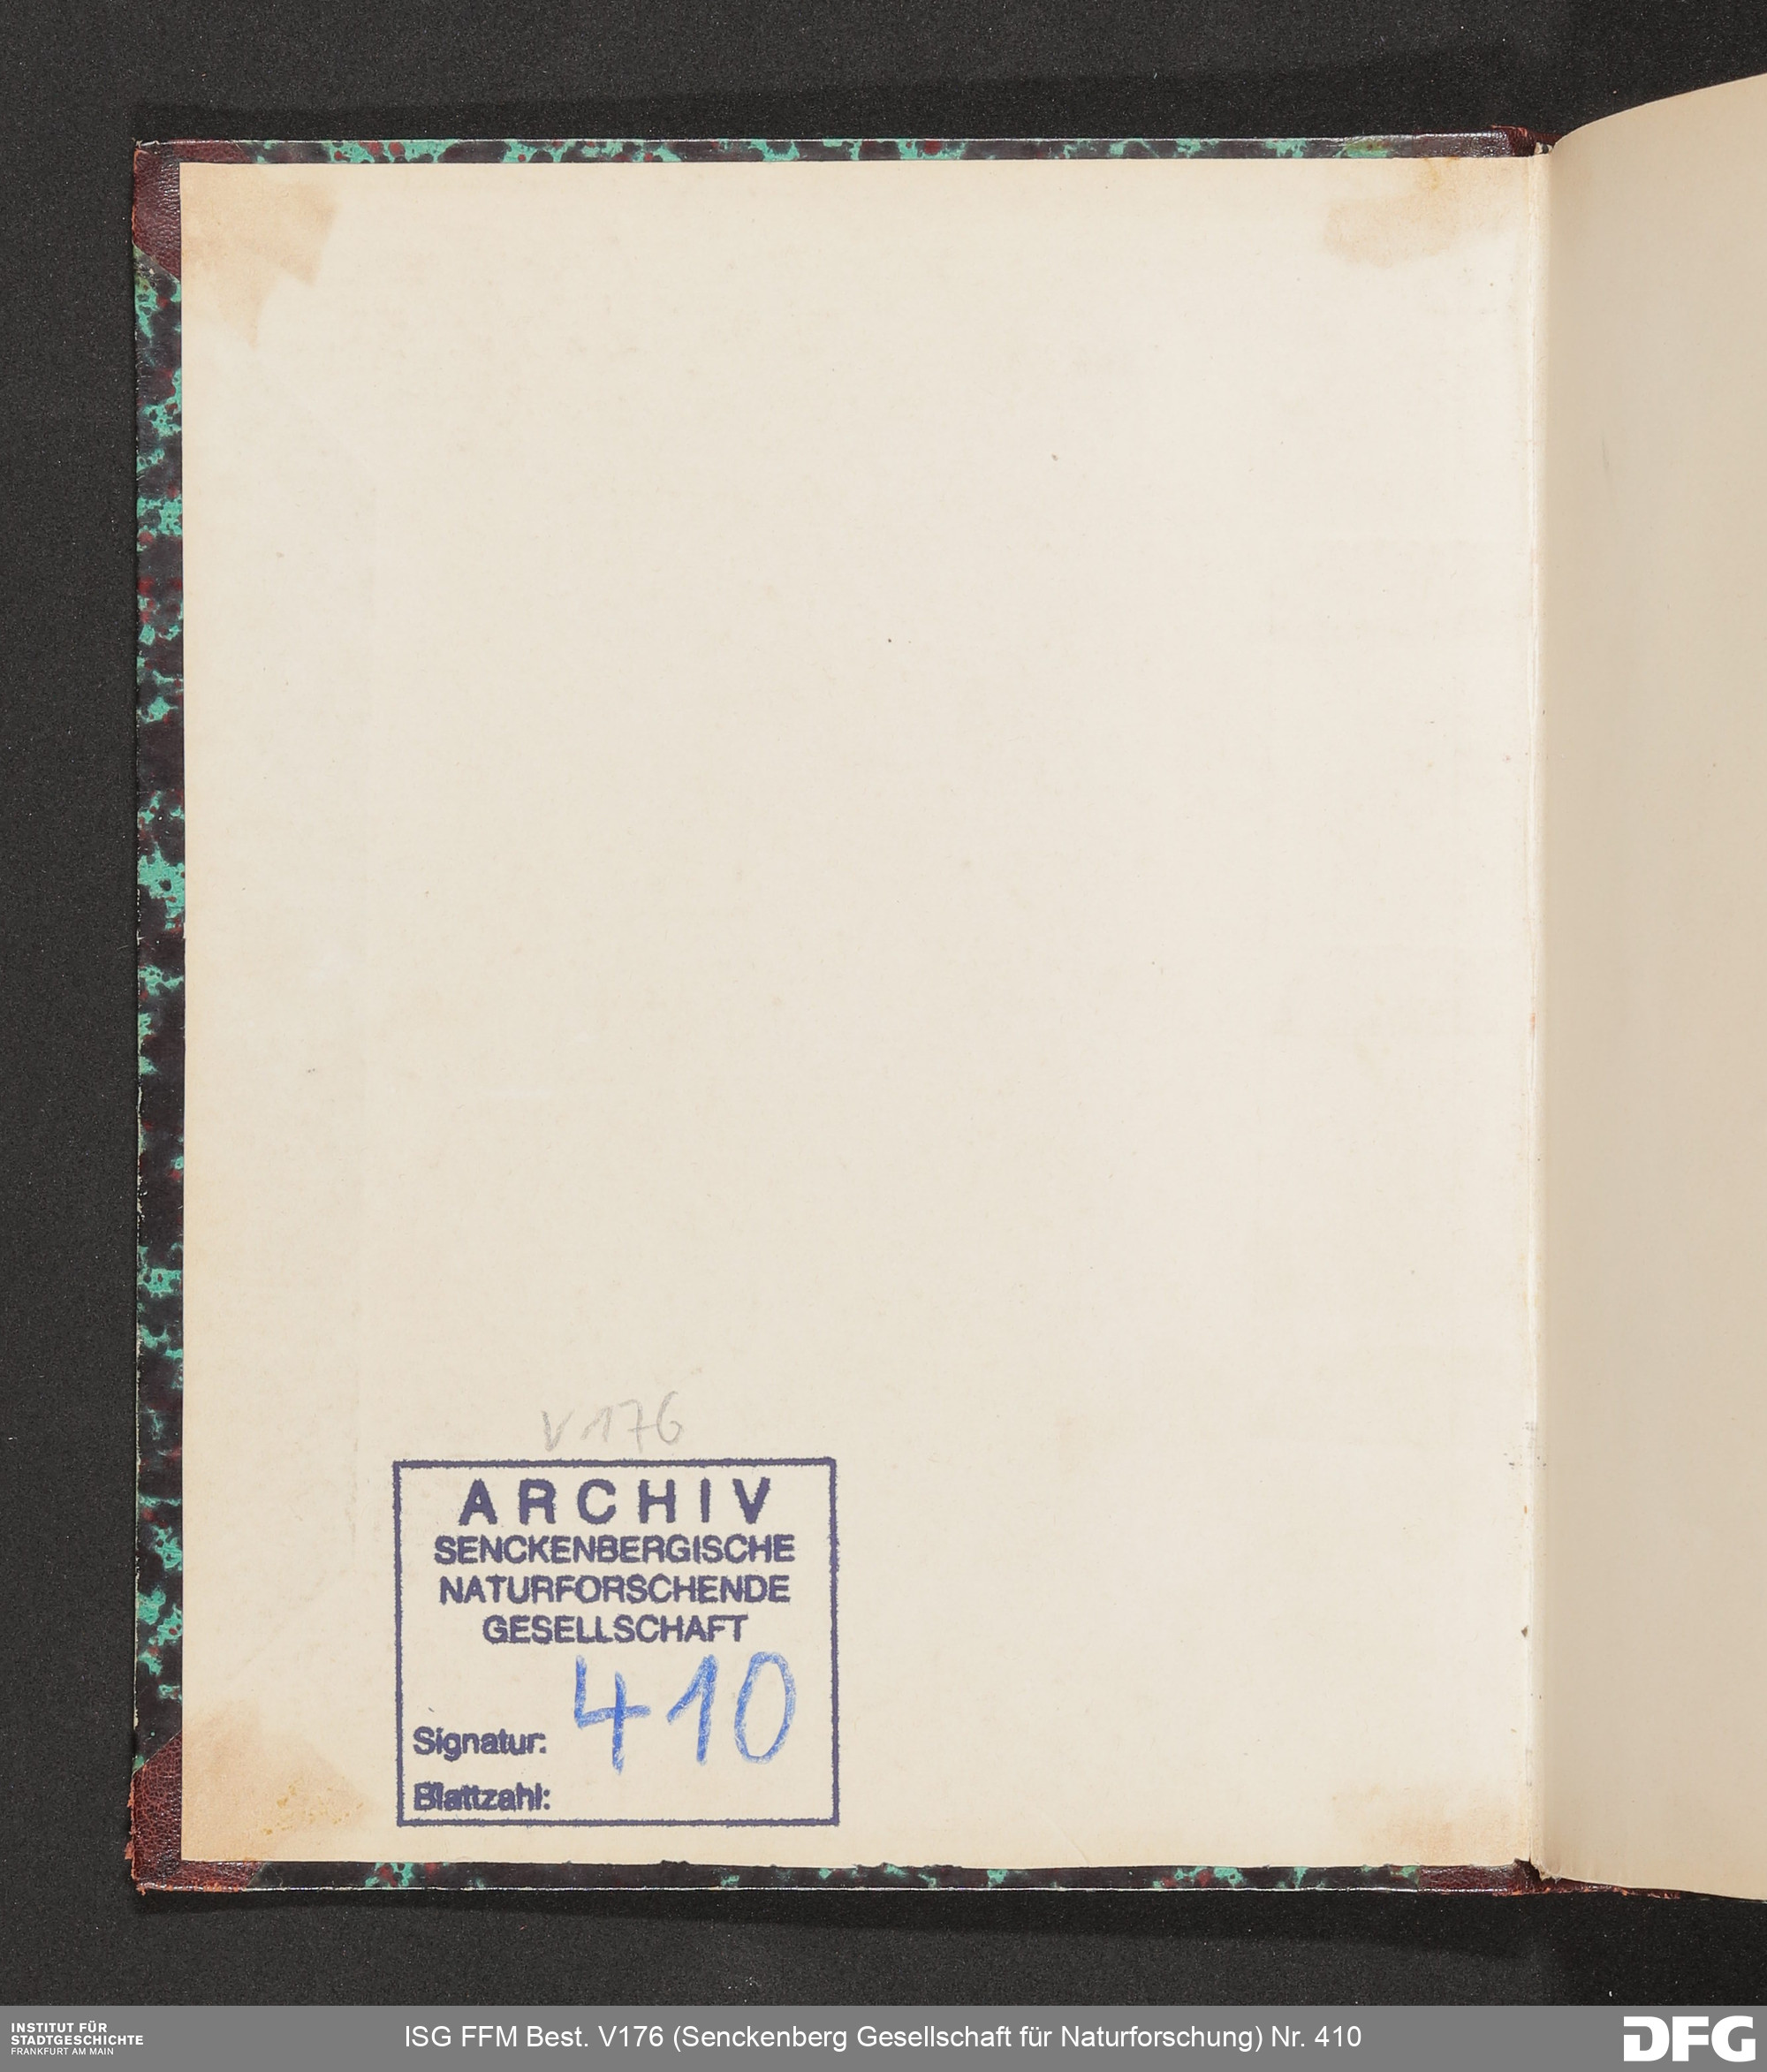 V 176
ARCHIV
SENCKENBERGISCHE
NATURFORSCHENDE
GESELLSCHAFT
Signatur: 410
Blattzahl:
INSTITUT FÜR
STADTGESCHICHTE
FRANKFURT AM MAIN
ISG FFM Best. V176 (Senckenberg Gesellschaft für Naturforschung) Nr. 410
DFG